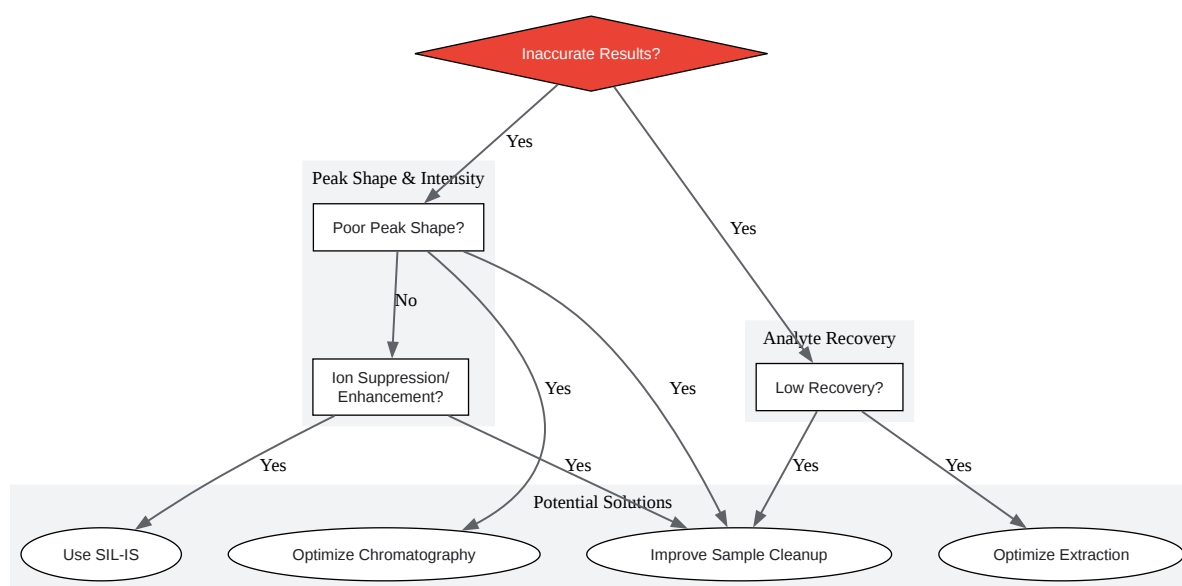 Inaccurate Results?
Yes
Peak Shape & Intensity
Poor Peak Shape?
Yes
No
Analyte Recovery
Ion Suppression/
Enhancement?
Yes
Yes
Low Recovery?
Yes
Yes
Yes
Yes
Potential Solutions
Use SIL-IS
Optimize Chromatography
Improve Sample Cleanup
Optimize Extraction